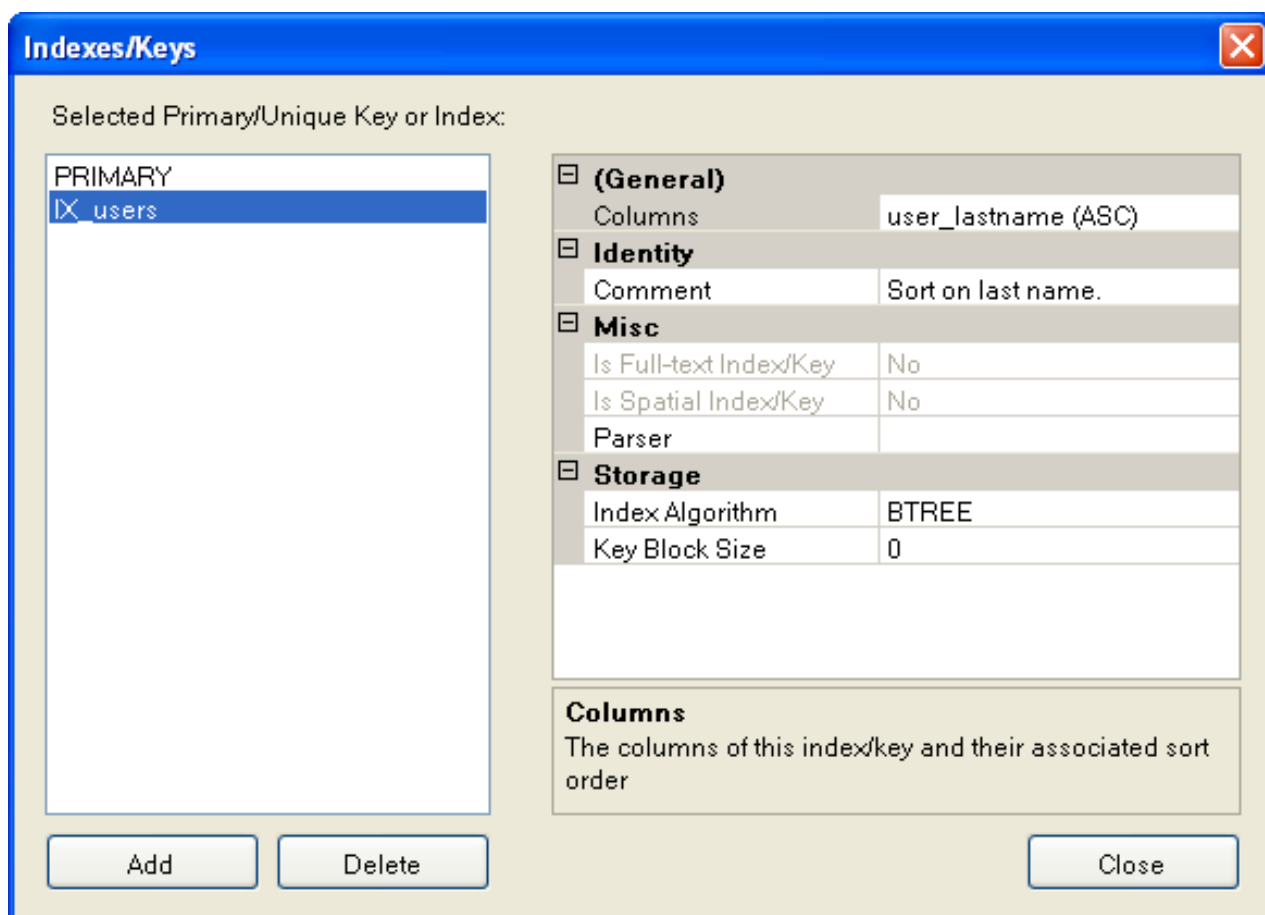 Indexes/Keys
Selected Primary/Unique Key or Index:
PRIMARY
IX_users
(General)
Columns user_lastname (ASC)
Identity
Comment Sort on last name.
Misc
Is Full-text Index/Key No
Is Spatial Index/Key No
Parser
Storage
Index Algorithm BTREE
Key Block Size 0
Columns
The columns of this index/key and their associated sort
order
Add Delete Close